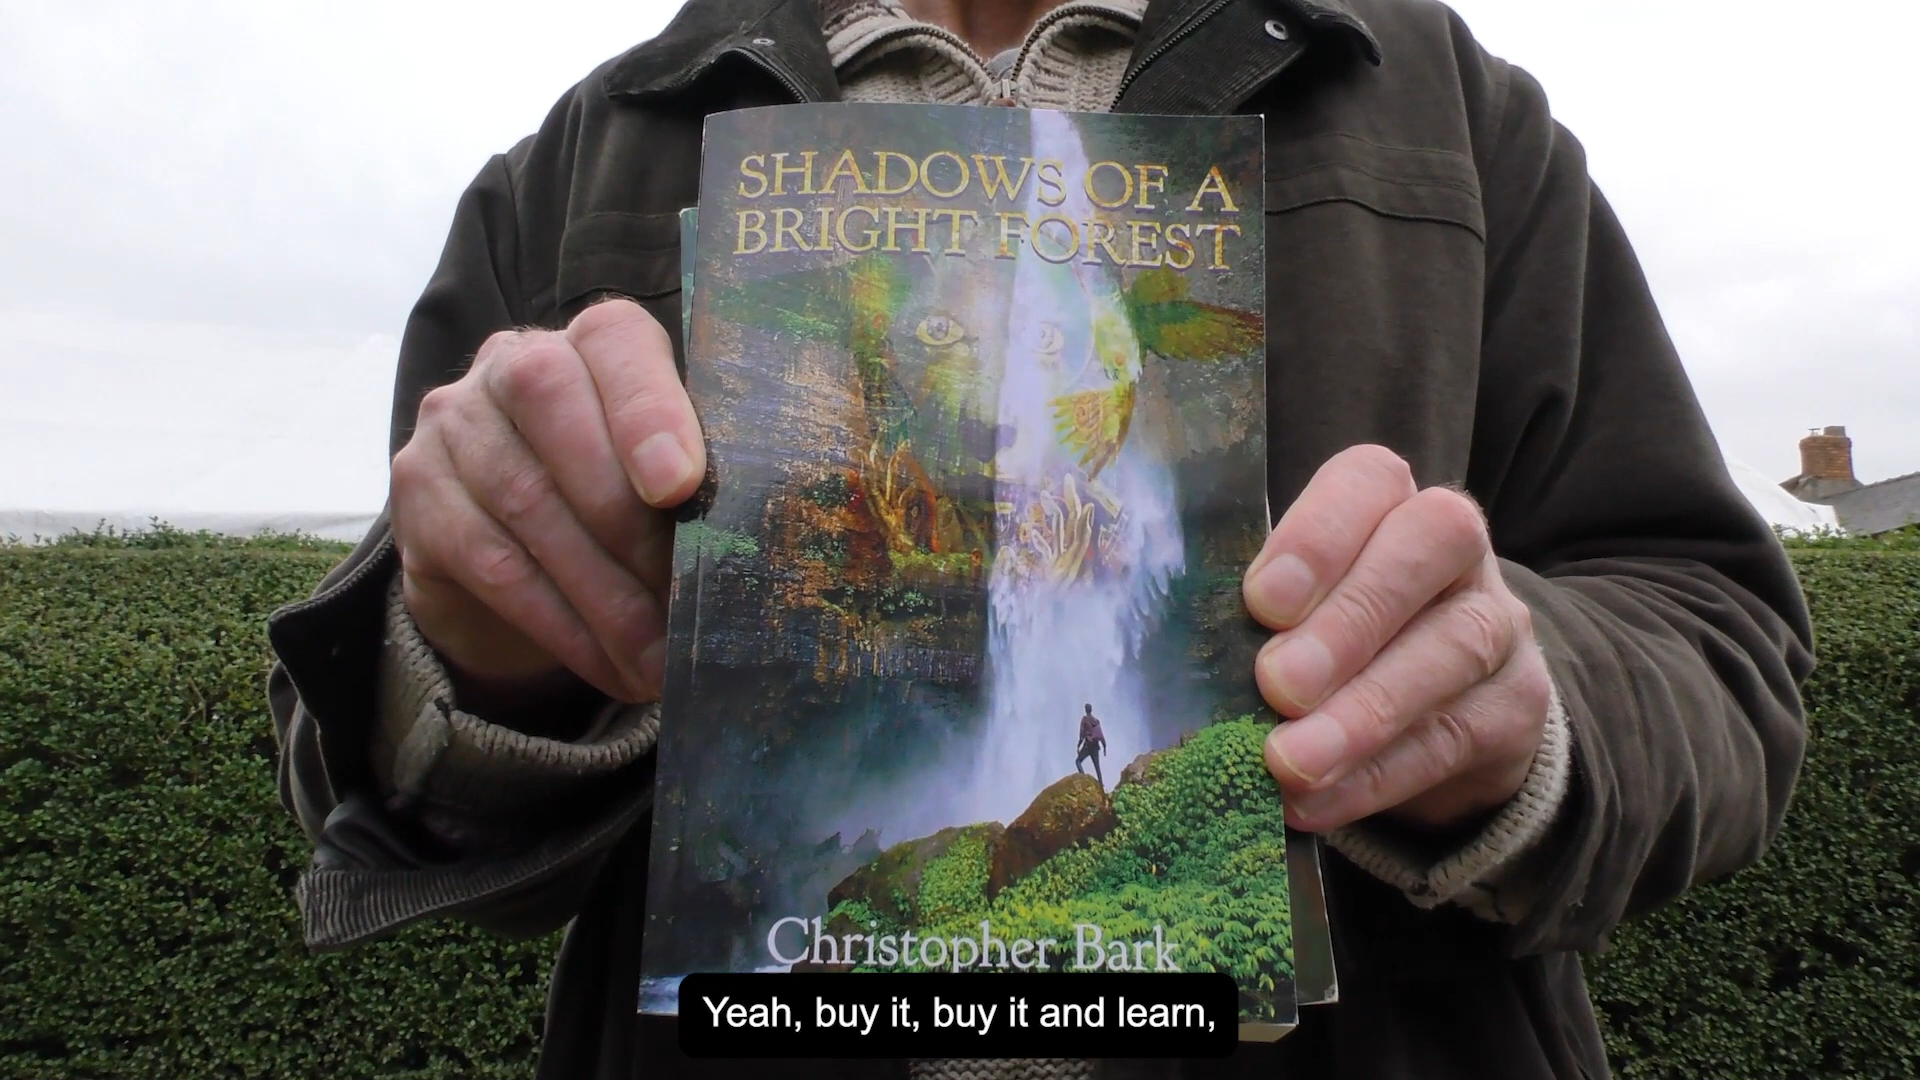 SHADOWS OF A
BRIGHT FOREST
Christopher Bark
Yeah, buy it, buy it and learn,